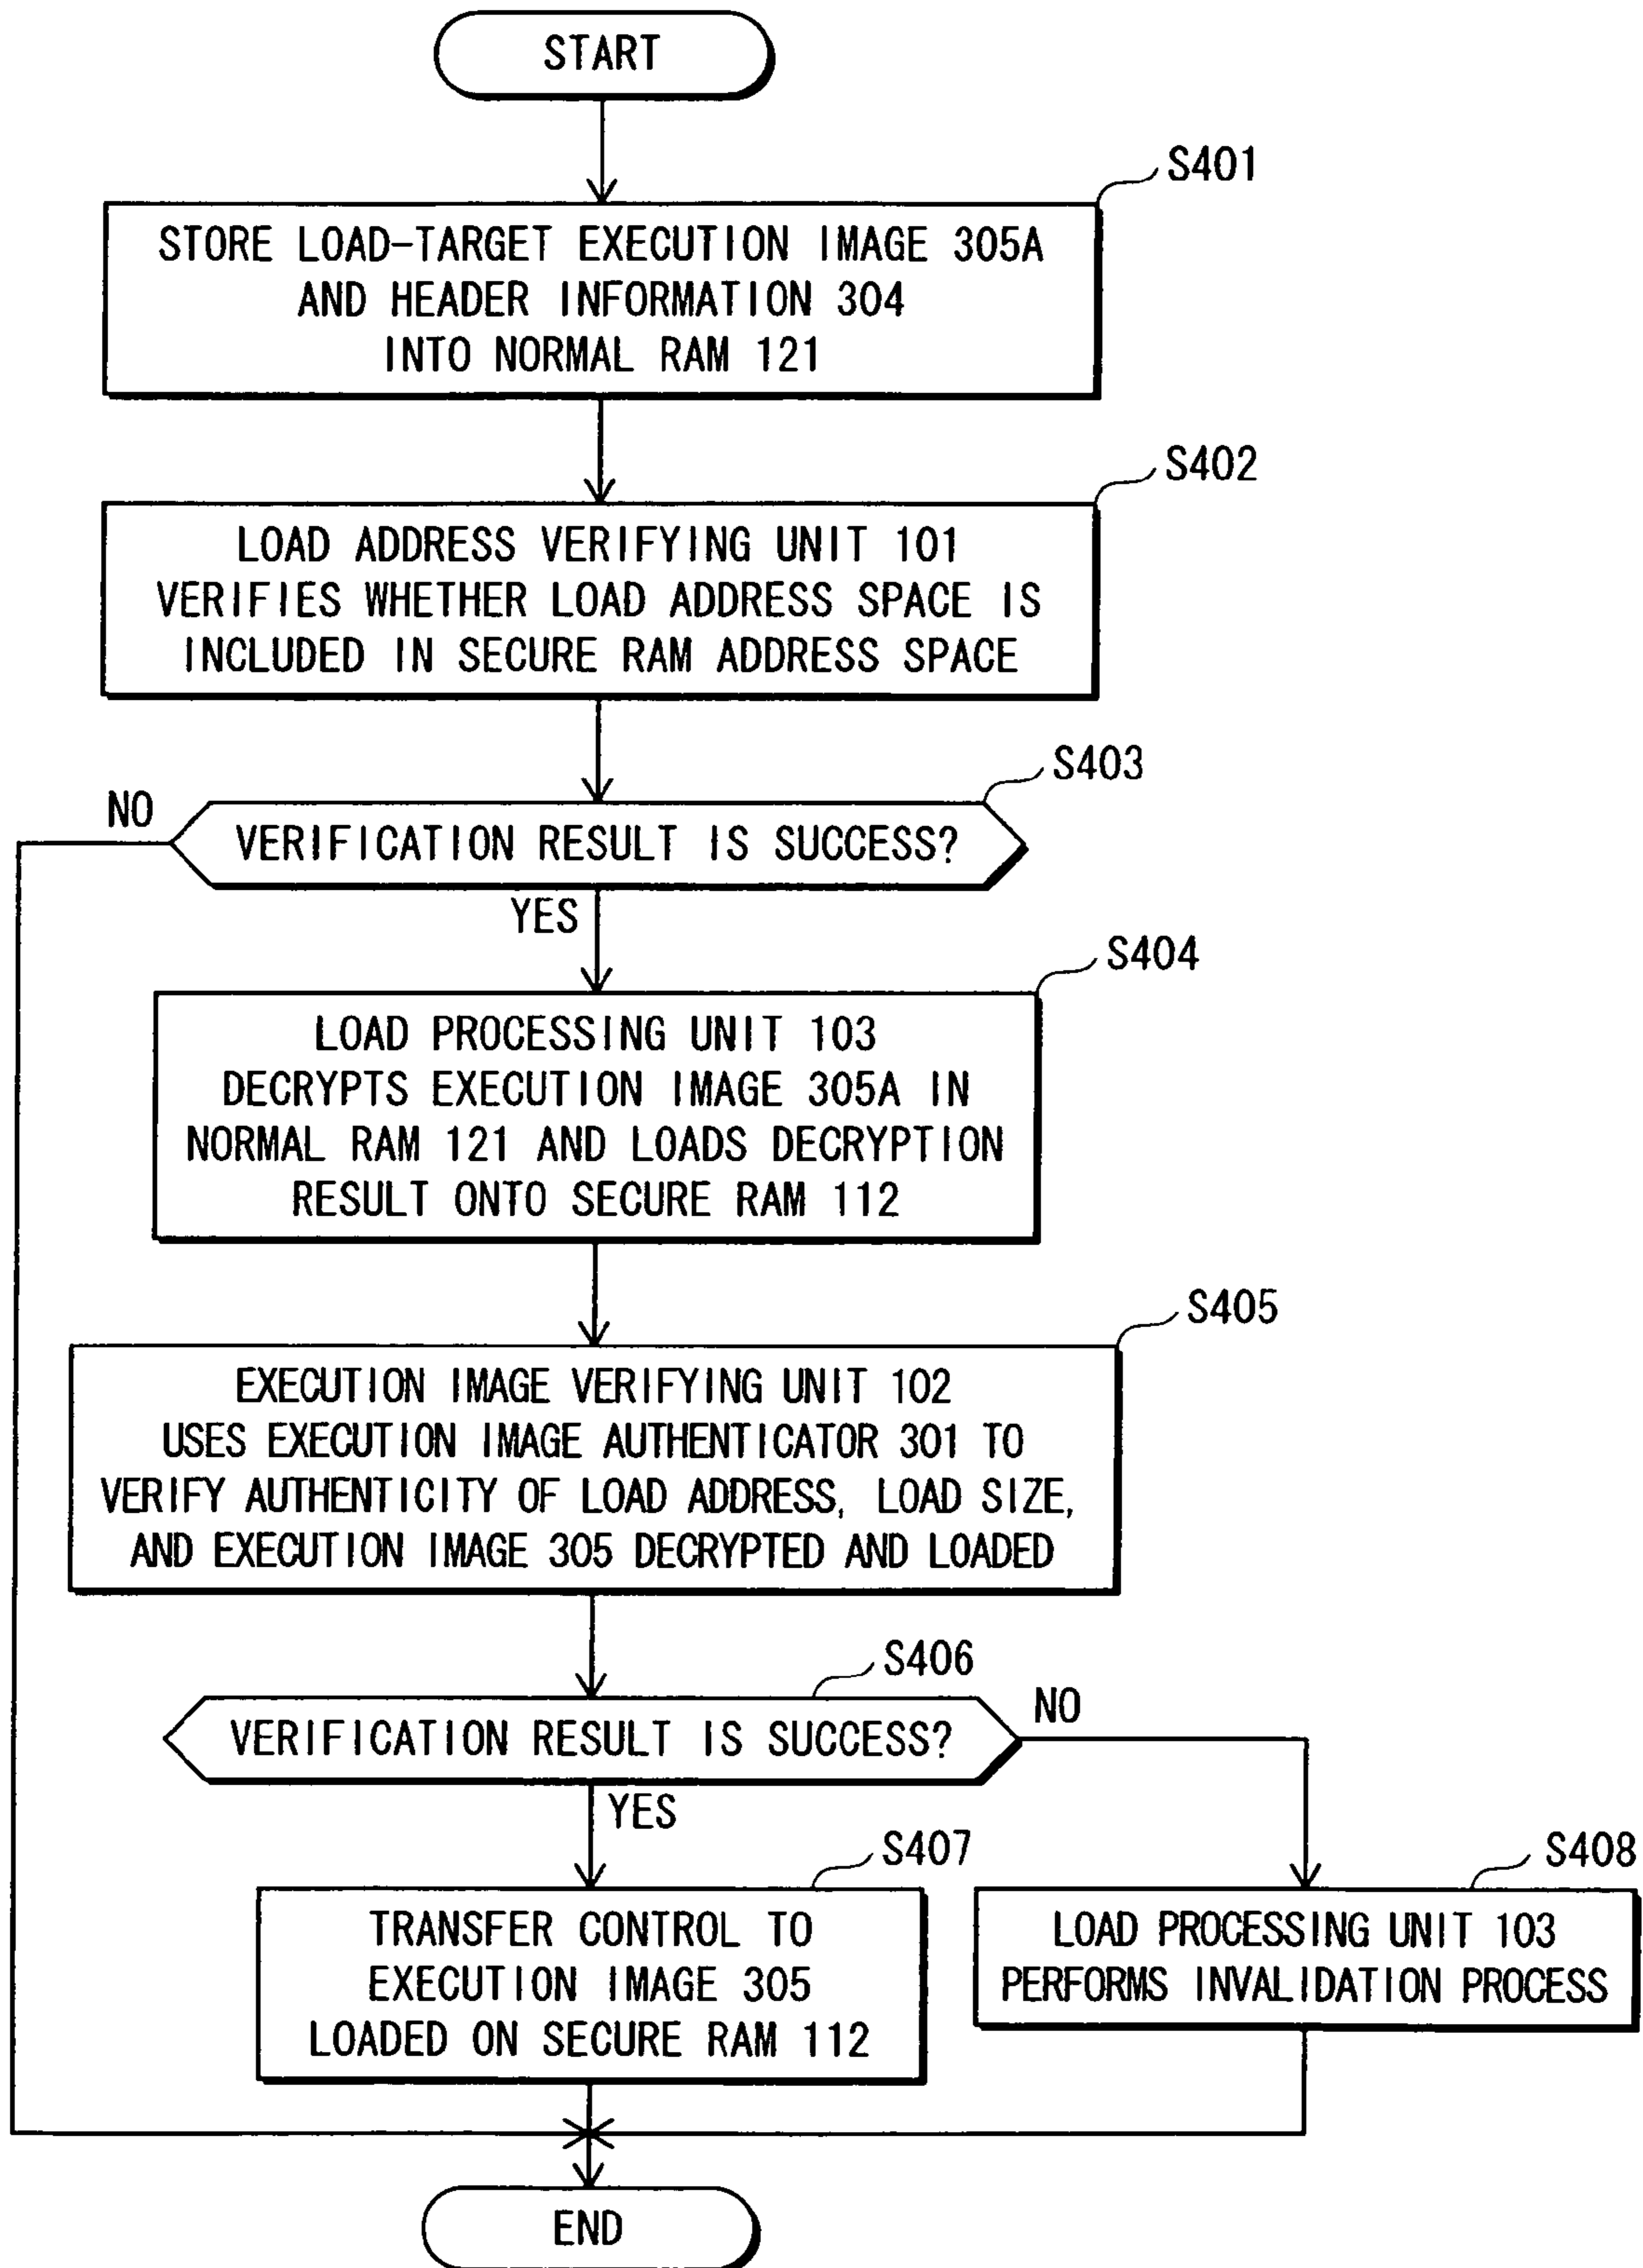 START
S401
STORE LOAD-TARGET EXECUTION IMAGE 305A
AND HEADER INFORMATION 304
INTO NORMAL RAM 121
S402
LOAD ADDRESS VERIFYING UNIT 101
VERIFIES WHETHER LOAD ADDRESS SPACE IS
INCLUDED IN SECURE RAM ADDRESS SPACE
S403
NO
VERIFICATION RESULT IS SUCCESS?
YES
S404
LOAD PROCESSING UNIT 103
DECRYPTS EXECUTION IMAGE 305A IN
NORMAL RAM 121 AND LOADS DECRYPTION
RESULT ONTO SECURE RAM 112
S405
EXECUTION IMAGE VERIFYING UNIT 102
USES EXECUTION IMAGE AUTHENTICATOR 301 TO
VERIFY AUTHENTICITY OF LOAD ADDRESS, LOAD SIZE,
AND EXECUTION IMAGE 305 DECRYPTED AND LOADED
S406
VERIFICATION RESULT IS SUCCESS?
NO
YES
S407
TRANSFER CONTROL TO
EXECUTION IMAGE 305
LOADED ON SECURE RAM 112
S408
LOAD PROCESSING UNIT 103
PERFORMS INVALIDATION PROCESS
END